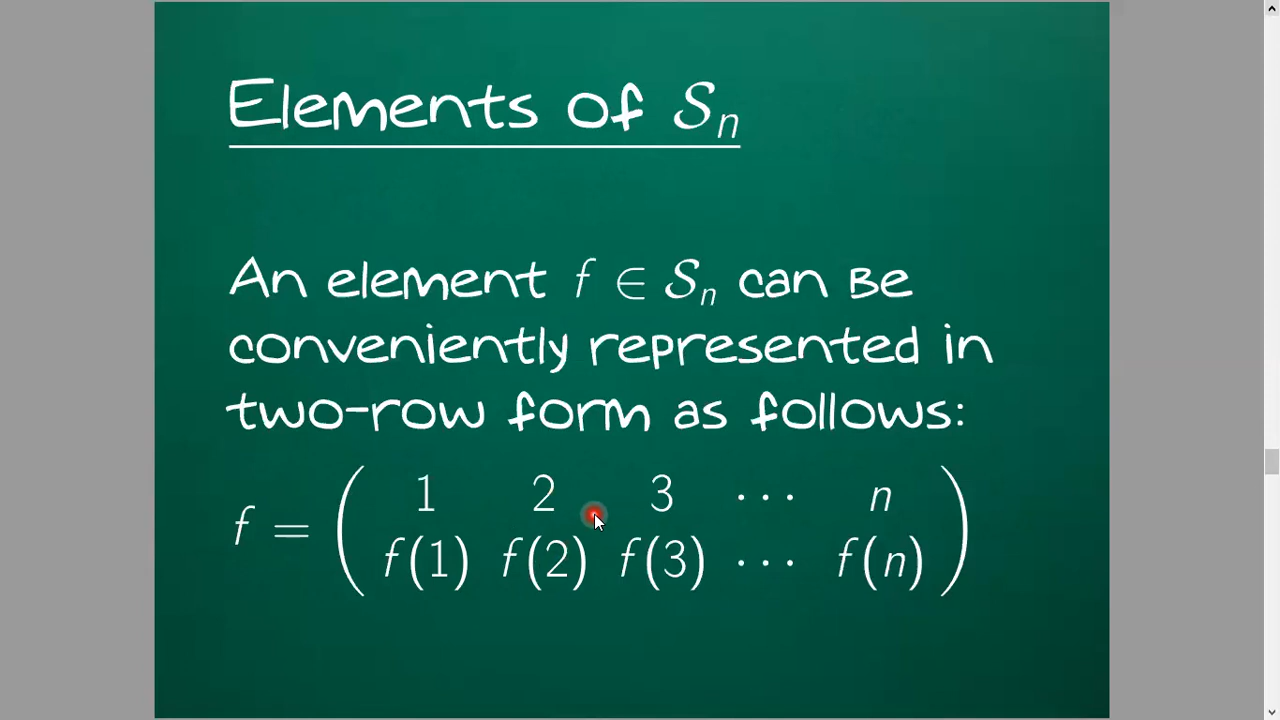 Elements of 𝒮ₙ
An element f ∈ 𝒮ₙ can be
conveniently represented in
two-row form as follows:
f = ( 1 2 3 ⋯ n
f(1) f(2) f(3) ⋯ f(n) )